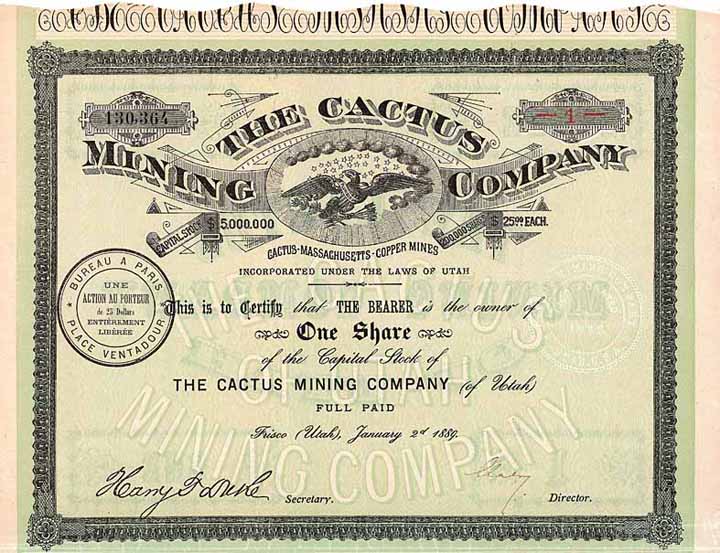 130,364
— 1 —
THE CACTUS
MINING COMPANY
CAPITAL STOCK $ 5,000.000
200,000 SHARES $ 25.00 EACH.
CACTUS-MASSACHUSETTS-COPPER MINES
INCORPORATED UNDER THE LAWS OF UTAH
BUREAU A PARIS
UNE
ACTION AU PORTEUR
de 25 Dollars
ENTIÈREMENT
LIBÉRÉE
PLACE VENTADOUR
This is to Certify that THE BEARER is the owner of
One Share
of the Capital Stock of
THE CACTUS MINING COMPANY (of Utah)
FULL PAID
Frisco (Utah), January 2d 1889.
Harry
Secretary.
Director.
OF UTAH
MINING COMPANY